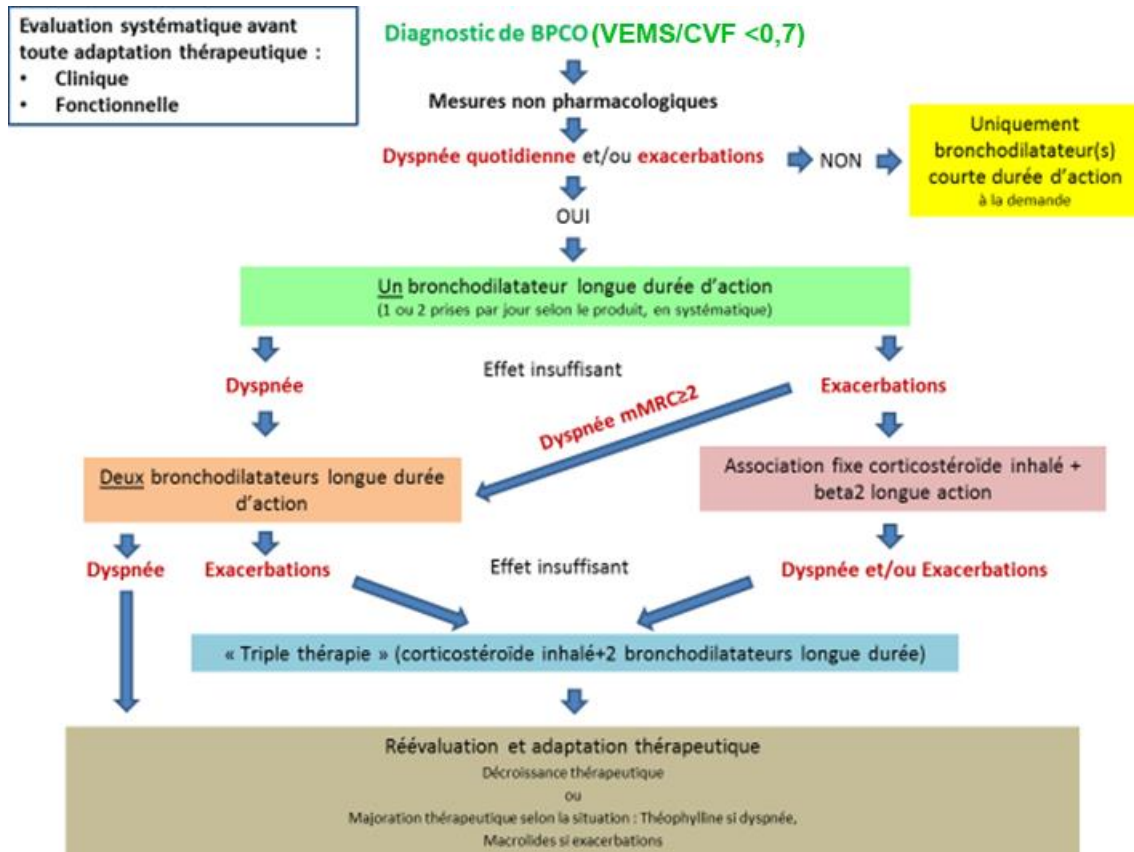 Evaluation systématique avant
toute adaptation thérapeutique :
• Clinique
• Fonctionnelle
Diagnostic de BPCO (VEMS/CVF <0,7)
Mesures non pharmacologiques
Dyspnée quotidienne et/ou exacerbations
NON
Uniquement
bronchodilatateur(s)
courte durée d'action
à la demande
OUI
Un bronchodilatateur longue durée d'action
(1 ou 2 prises par jour selon le produit, en systématique)
Effet insuffisant
Dyspnée
Exacerbations
Dyspnée mMRC≥2
Deux bronchodilatateurs longue durée
d'action
Association fixe corticostéroïde inhalé +
beta2 longue action
Dyspnée
Exacerbations
Effet insuffisant
Dyspnée et/ou Exacerbations
« Triple thérapie » (corticostéroïde inhalé+2 bronchodilatateurs longue durée)
Réévaluation et adaptation thérapeutique
Décroissance thérapeutique
ou
Majoration thérapeutique selon la situation : Théophylline si dyspnée,
Macrolides si exacerbations